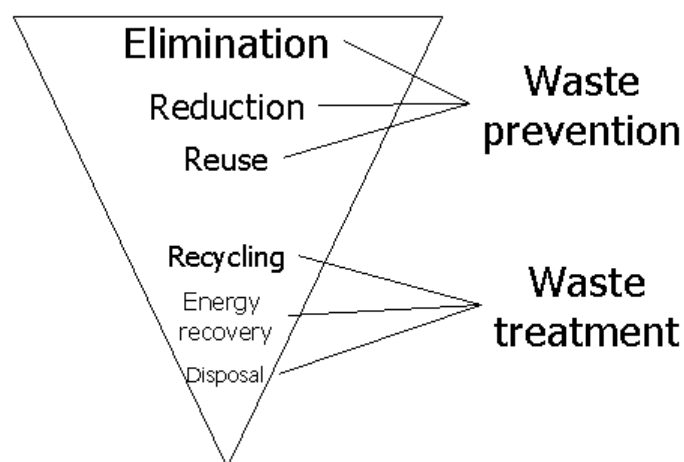 Elimination
Reduction
Reuse
Waste
prevention
Recycling
Energy
recovery
Disposal
Waste
treatment